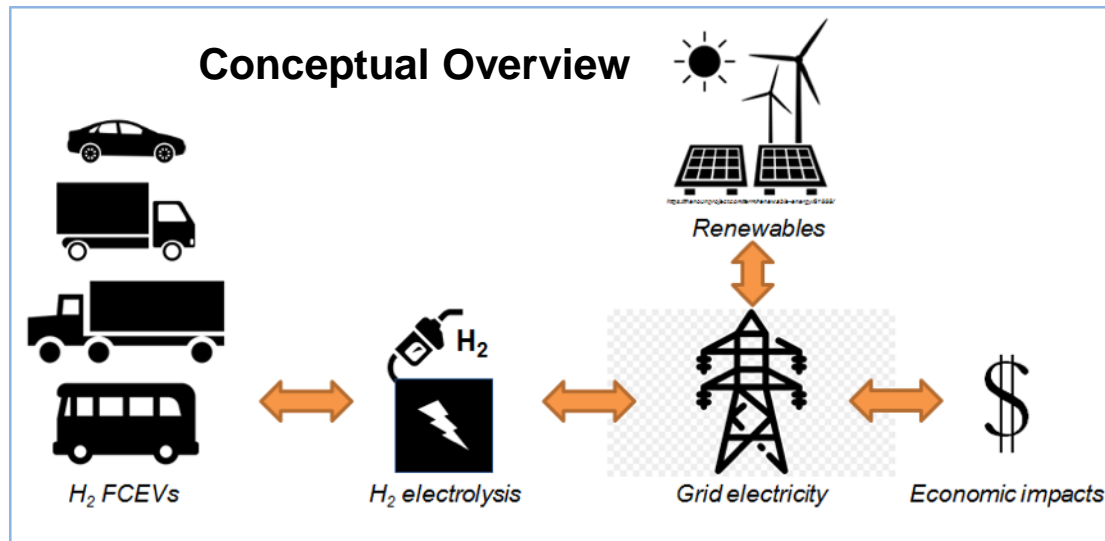 Conceptual Overview
Renewables
H₂
H₂ FCEVs
H₂ electrolysis
Grid electricity
Economic impacts